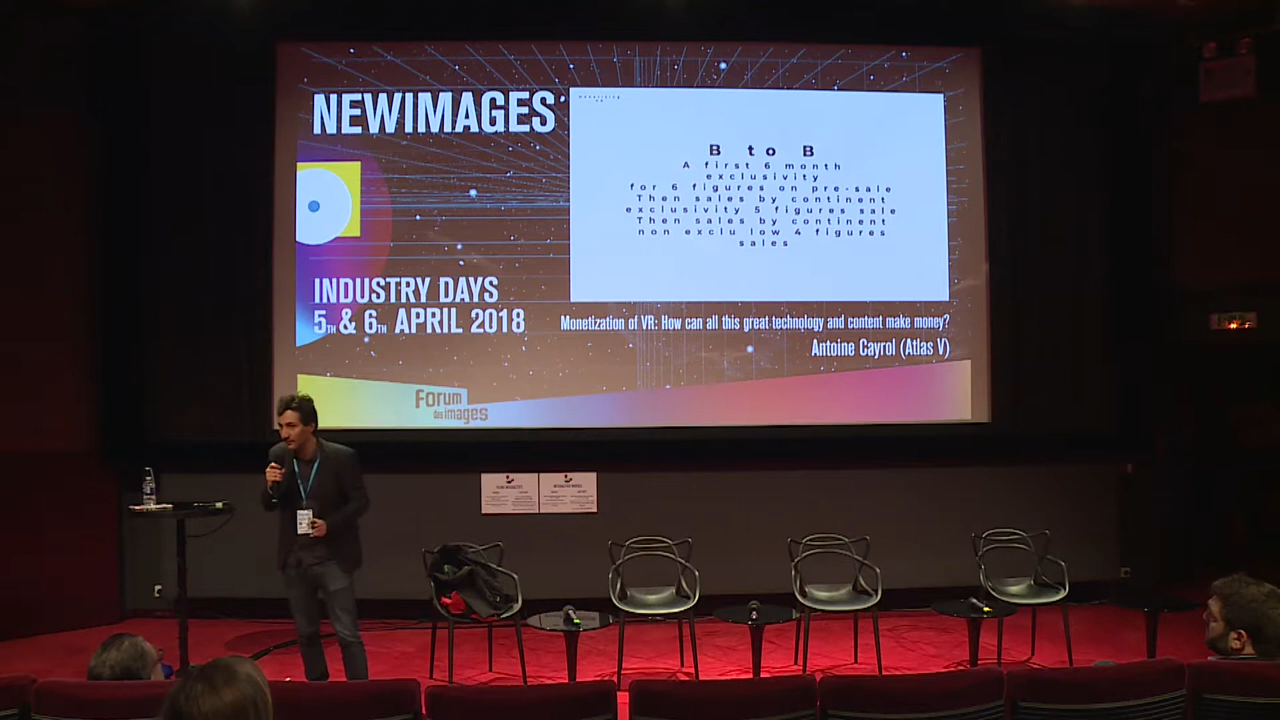 NEWIMAGES
monetizing
VR
B to B
A first 6 month
exclusivity
for 6 figures on pre-sale
Then sales by continent
exclusivity 5 figures sale
Then sales by continent
non exclu low 4 figures
sales
INDUSTRY DAYS
5TH & 6TH APRIL 2018
Monetization of VR: How can all this great technology and content make money?
Antoine Cayrol (Atlas V)
Forum
des images